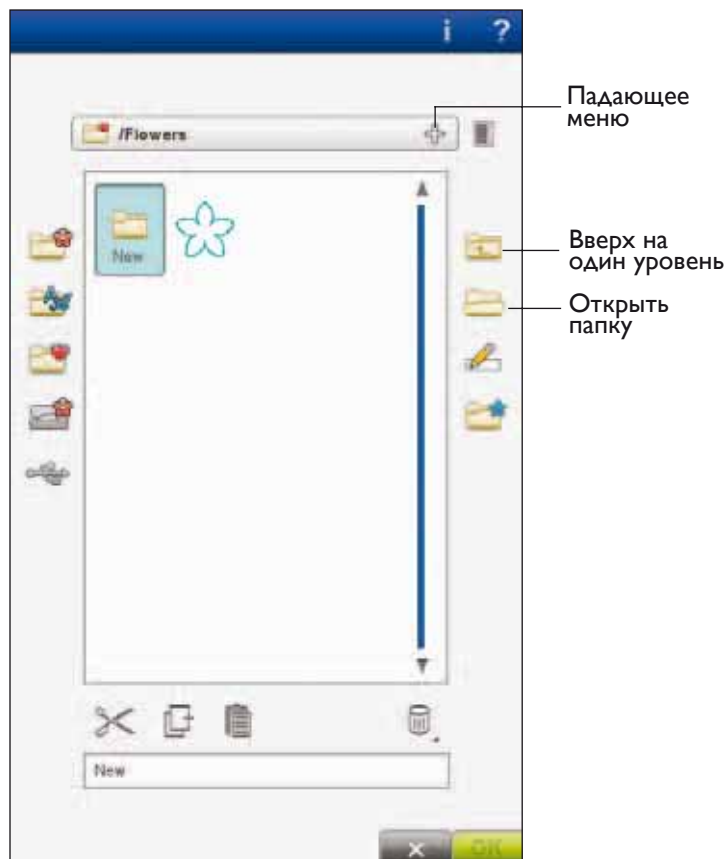 i ?
Падающее
меню
/Flowers
New
Вверх на
один уровень
Открыть
папку
New
× OK